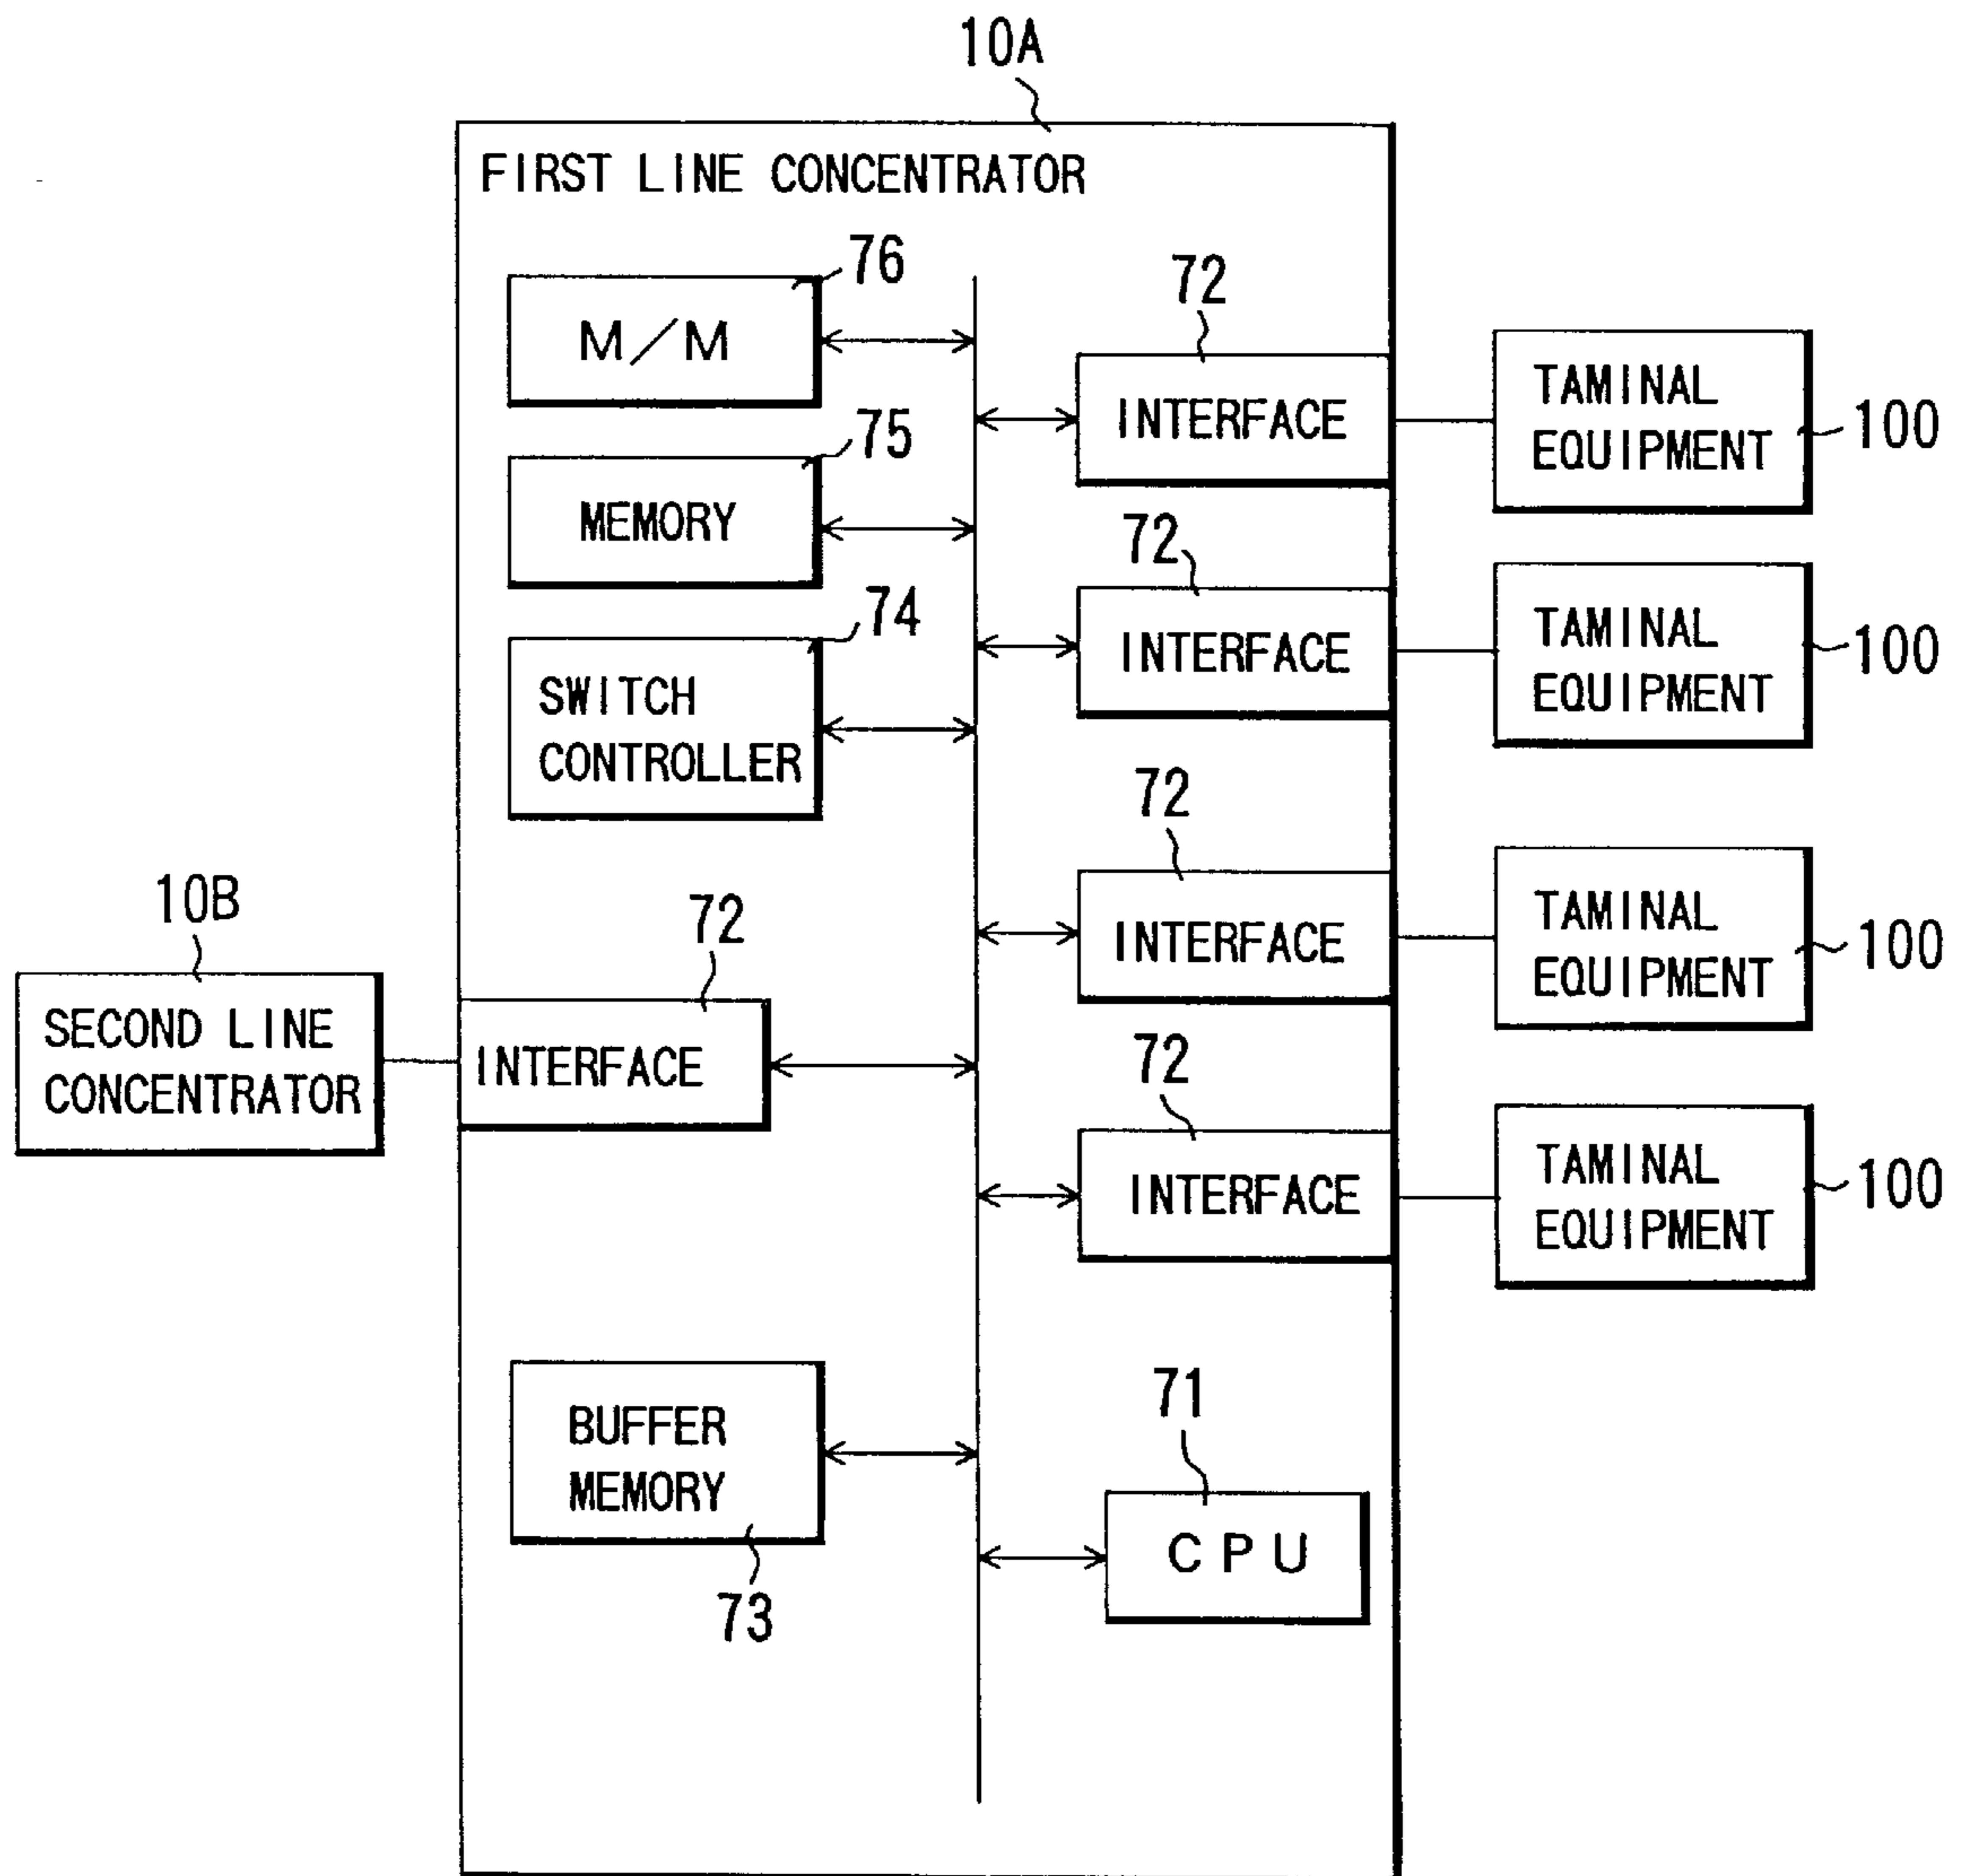 10A
FIRST LINE CONCENTRATOR
76
M/M
72
INTERFACE
TAMINAL
EQUIPMENT
100
75
MEMORY
72
INTERFACE
TAMINAL
EQUIPMENT
100
74
SWITCH
CONTROLLER
72
INTERFACE
TAMINAL
EQUIPMENT
100
10B
SECOND LINE
CONCENTRATOR
72
INTERFACE
72
INTERFACE
TAMINAL
EQUIPMENT
100
BUFFER
MEMORY
73
71
CPU